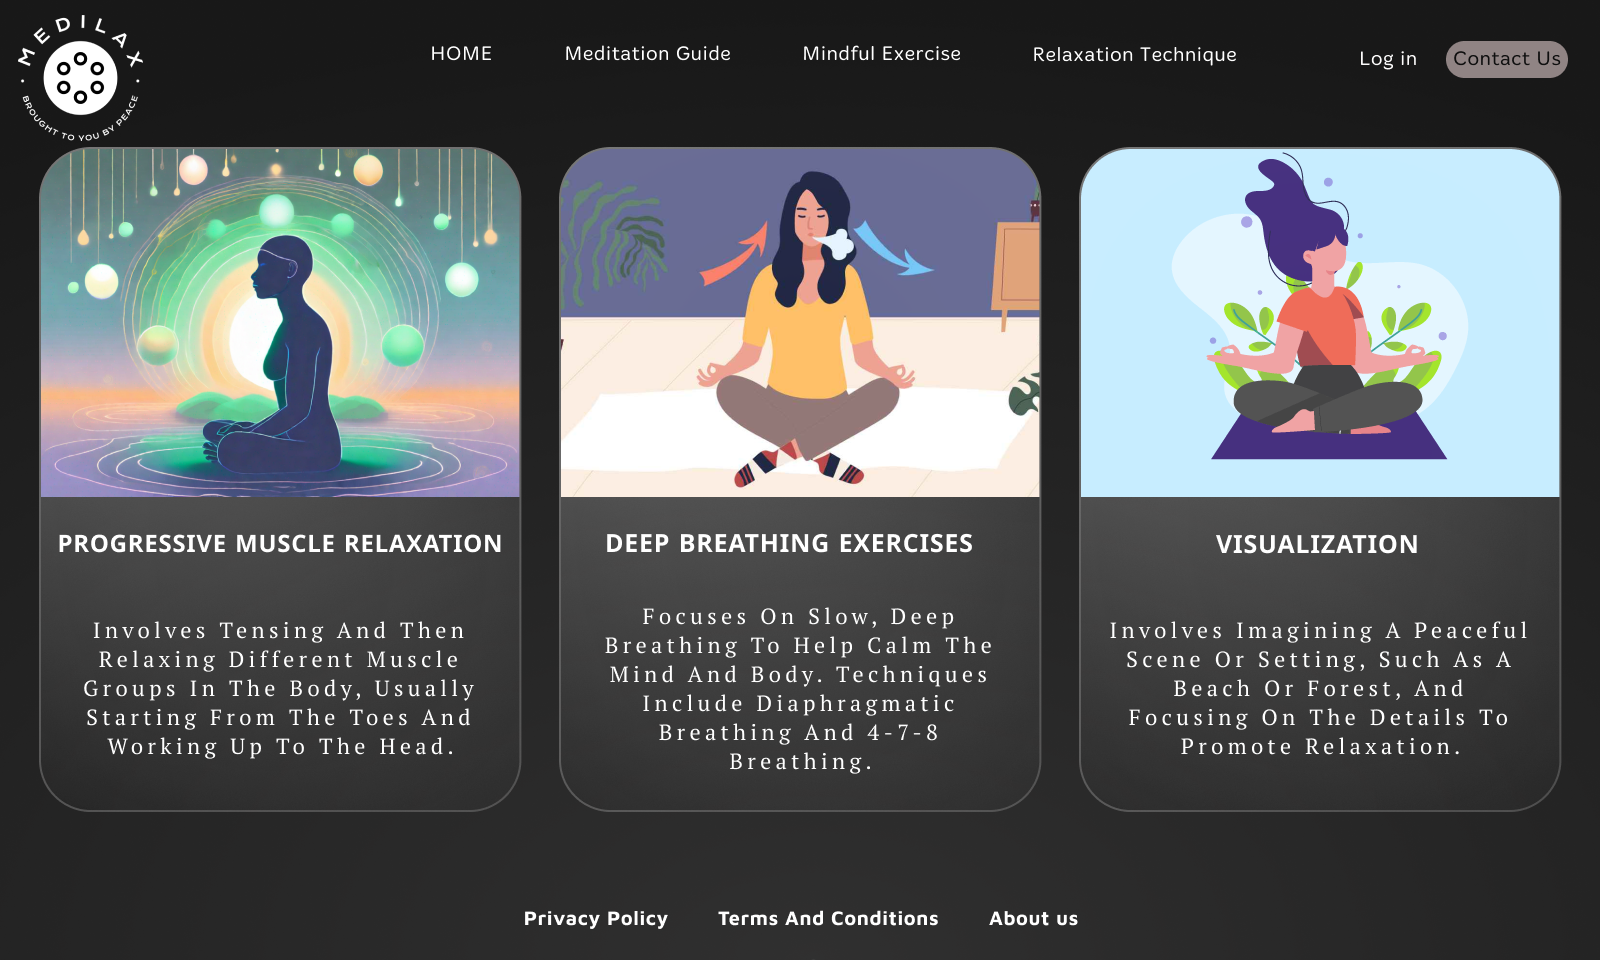 MEDILAX
BROUGHT TO YOU BY PEACE
HOME
Meditation Guide
Mindful Exercise
Relaxation Technique
Log in
Contact Us
PROGRESSIVE MUSCLE RELAXATION
Involves Tensing And Then
Relaxing Different Muscle
Groups In The Body, Usually
Starting From The Toes And
Working Up To The Head.
DEEP BREATHING EXERCISES
Focuses On Slow, Deep
Breathing To Help Calm The
Mind And Body. Techniques
Include Diaphragmatic
Breathing And 4-7-8
Breathing.
VISUALIZATION
Involves Imagining A Peaceful
Scene Or Setting, Such As A
Beach Or Forest, And
Focusing On The Details To
Promote Relaxation.
Privacy Policy
Terms And Conditions
About us